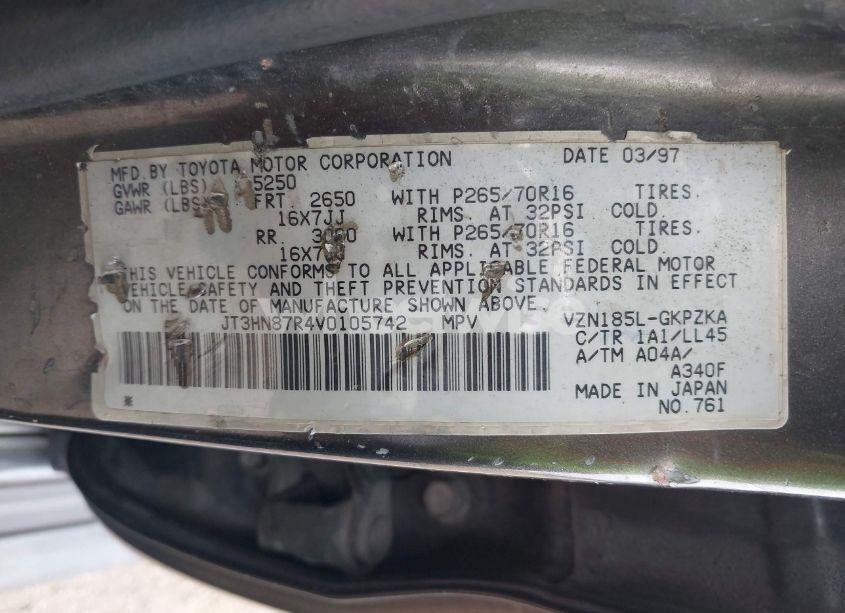 MFD.BY TOYOTA MOTOR CORPORATION DATE 03/97
GVWR (LBS) 5250
GAWR (LBS) FRT. 2650 WITH P265/70R16 TIRES.
16X7JJ RIMS. AT 32PSI COLD.
RR. WITH P265/70R16 TIRES.
RIMS. AT 32PSI COLD.
THIS VEHICLE CONFORMS TO ALL APPLICABLE FEDERAL MOTOR
VEHICLE SAFETY AND THEFT PREVENTION STANDARDS IN EFFECT
ON THE DATE OF MANUFACTURE SHOWN ABOVE.
JT3HN87R4V0105742 MPV VZN185L-GKPZKA
C/TR 1A1/LL45
A/TM A04A/
A340F
MADE IN JAPAN
NO.761